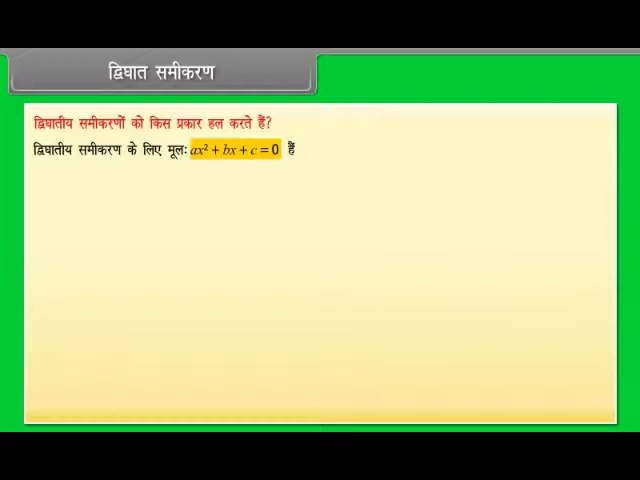 द्विघात समीकरण
द्विघातीय समीकरणों को किस प्रकार हल करते हैं?
द्विघातीय समीकरण के लिए मूलः ax² + bx + c = 0 हैं